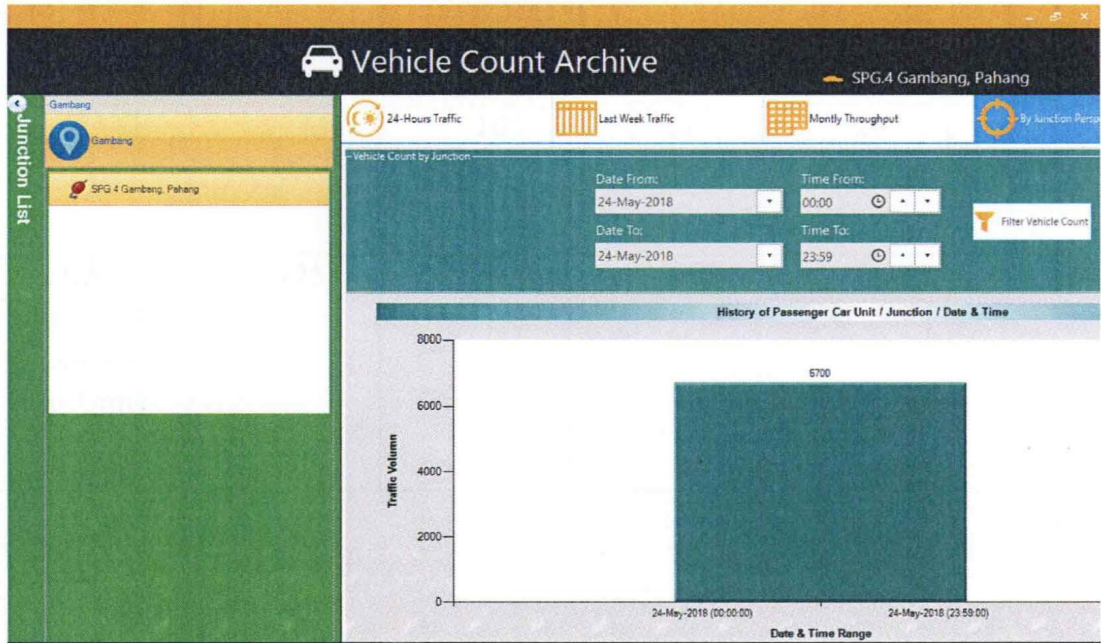 Vehicle Count Archive
SPG.4 Gambang, Pahang
Junction List
Gambang
Gambang
SPG 4 Gambang, Pahang
24-Hours Traffic
Last Week Traffic
Montly Throughput
By Junction Persp
Vehicle Count by Junction
Date From:
Time From:
24-May-2018
00:00
Filter Vehicle Count
Date To:
Time To:
24-May-2018
23:59
History of Passenger Car Unit / Junction / Date & Time
8000
6700
6000
Traffic Volumn
4000
2000
0
24-May-2018 (00:00:00)
24-May-2018 (23:59:00)
Date & Time Range